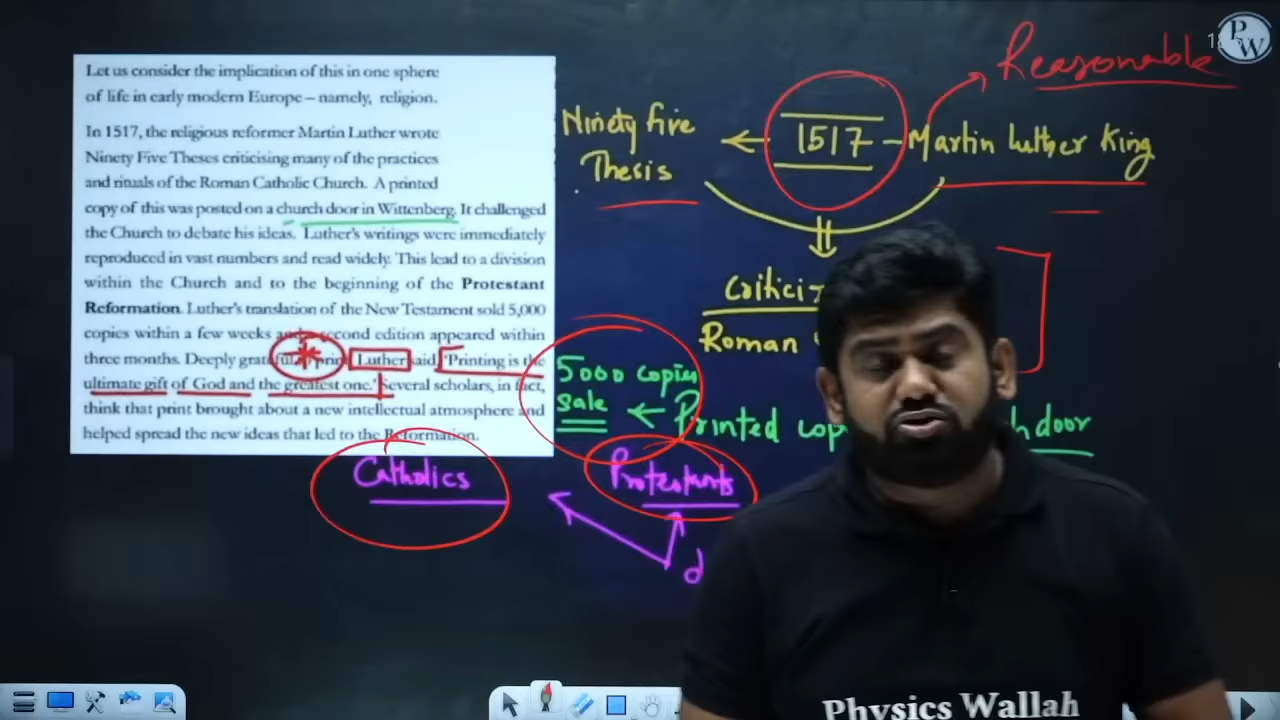 Let us consider the implication of this in one sphere
of life in early modern Europe – namely, religion.
In 1517, the religious reformer Martin Luther wrote
Ninety Five Theses criticising many of the practices
and rituals of the Roman Catholic Church. A printed
copy of this was posted on a church door in Wittenberg. It challenged
the Church to debate his ideas. Luther's writings were immediately
reproduced in vast numbers and read widely. This lead to a division
within the Church and to the beginning of the Protestant
Reformation. Luther's translation of the New Testament sold 5,000
copies within a few weeks and a second edition appeared within
three months. Deeply grateful to print, Luther said, 'Printing is the
ultimate gift of God and the greatest one.' Several scholars, in fact,
think that print brought about a new intellectual atmosphere and
helped spread the new ideas that led to the Reformation.
Reasonable
PW
Ninety five ← 1517 – Martin Luther King
Thesis
Critici
Roman
5000 copies
sale ← Printed cop door
Catholics
Protestants
d
Physics Wallah